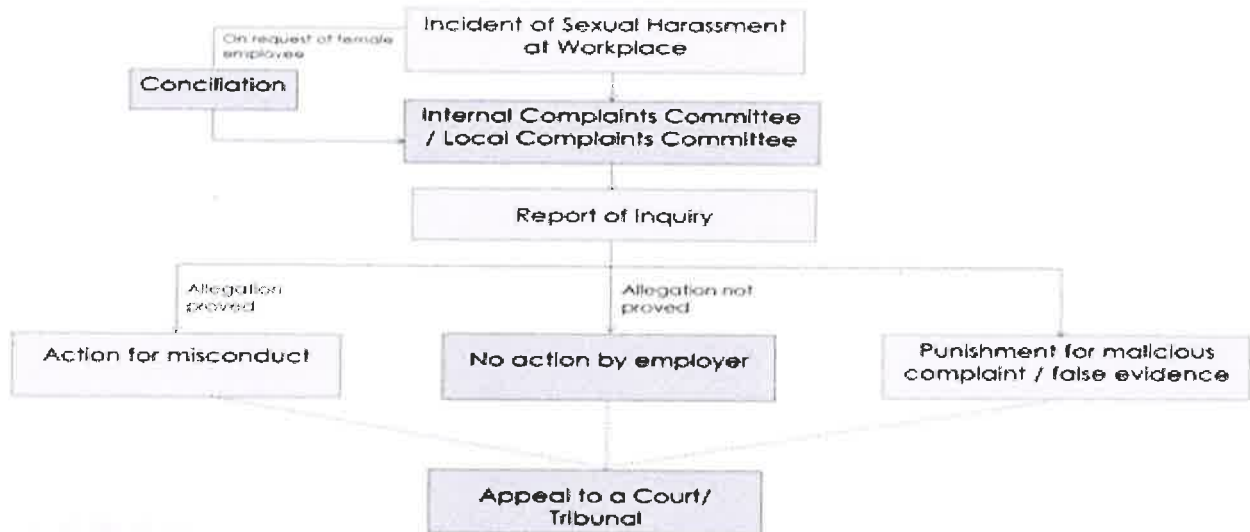 Incident of Sexual Harassment
at Workplace
On request of female
employee
Conciliation
Internal Complaints Committee
/ Local Complaints Committee
Report of Inquiry
Allegation
proved
Allegation not
proved
Action for misconduct
No action by employer
Punishment for malicious
complaint / false evidence
Appeal to a Court/
Tribunal